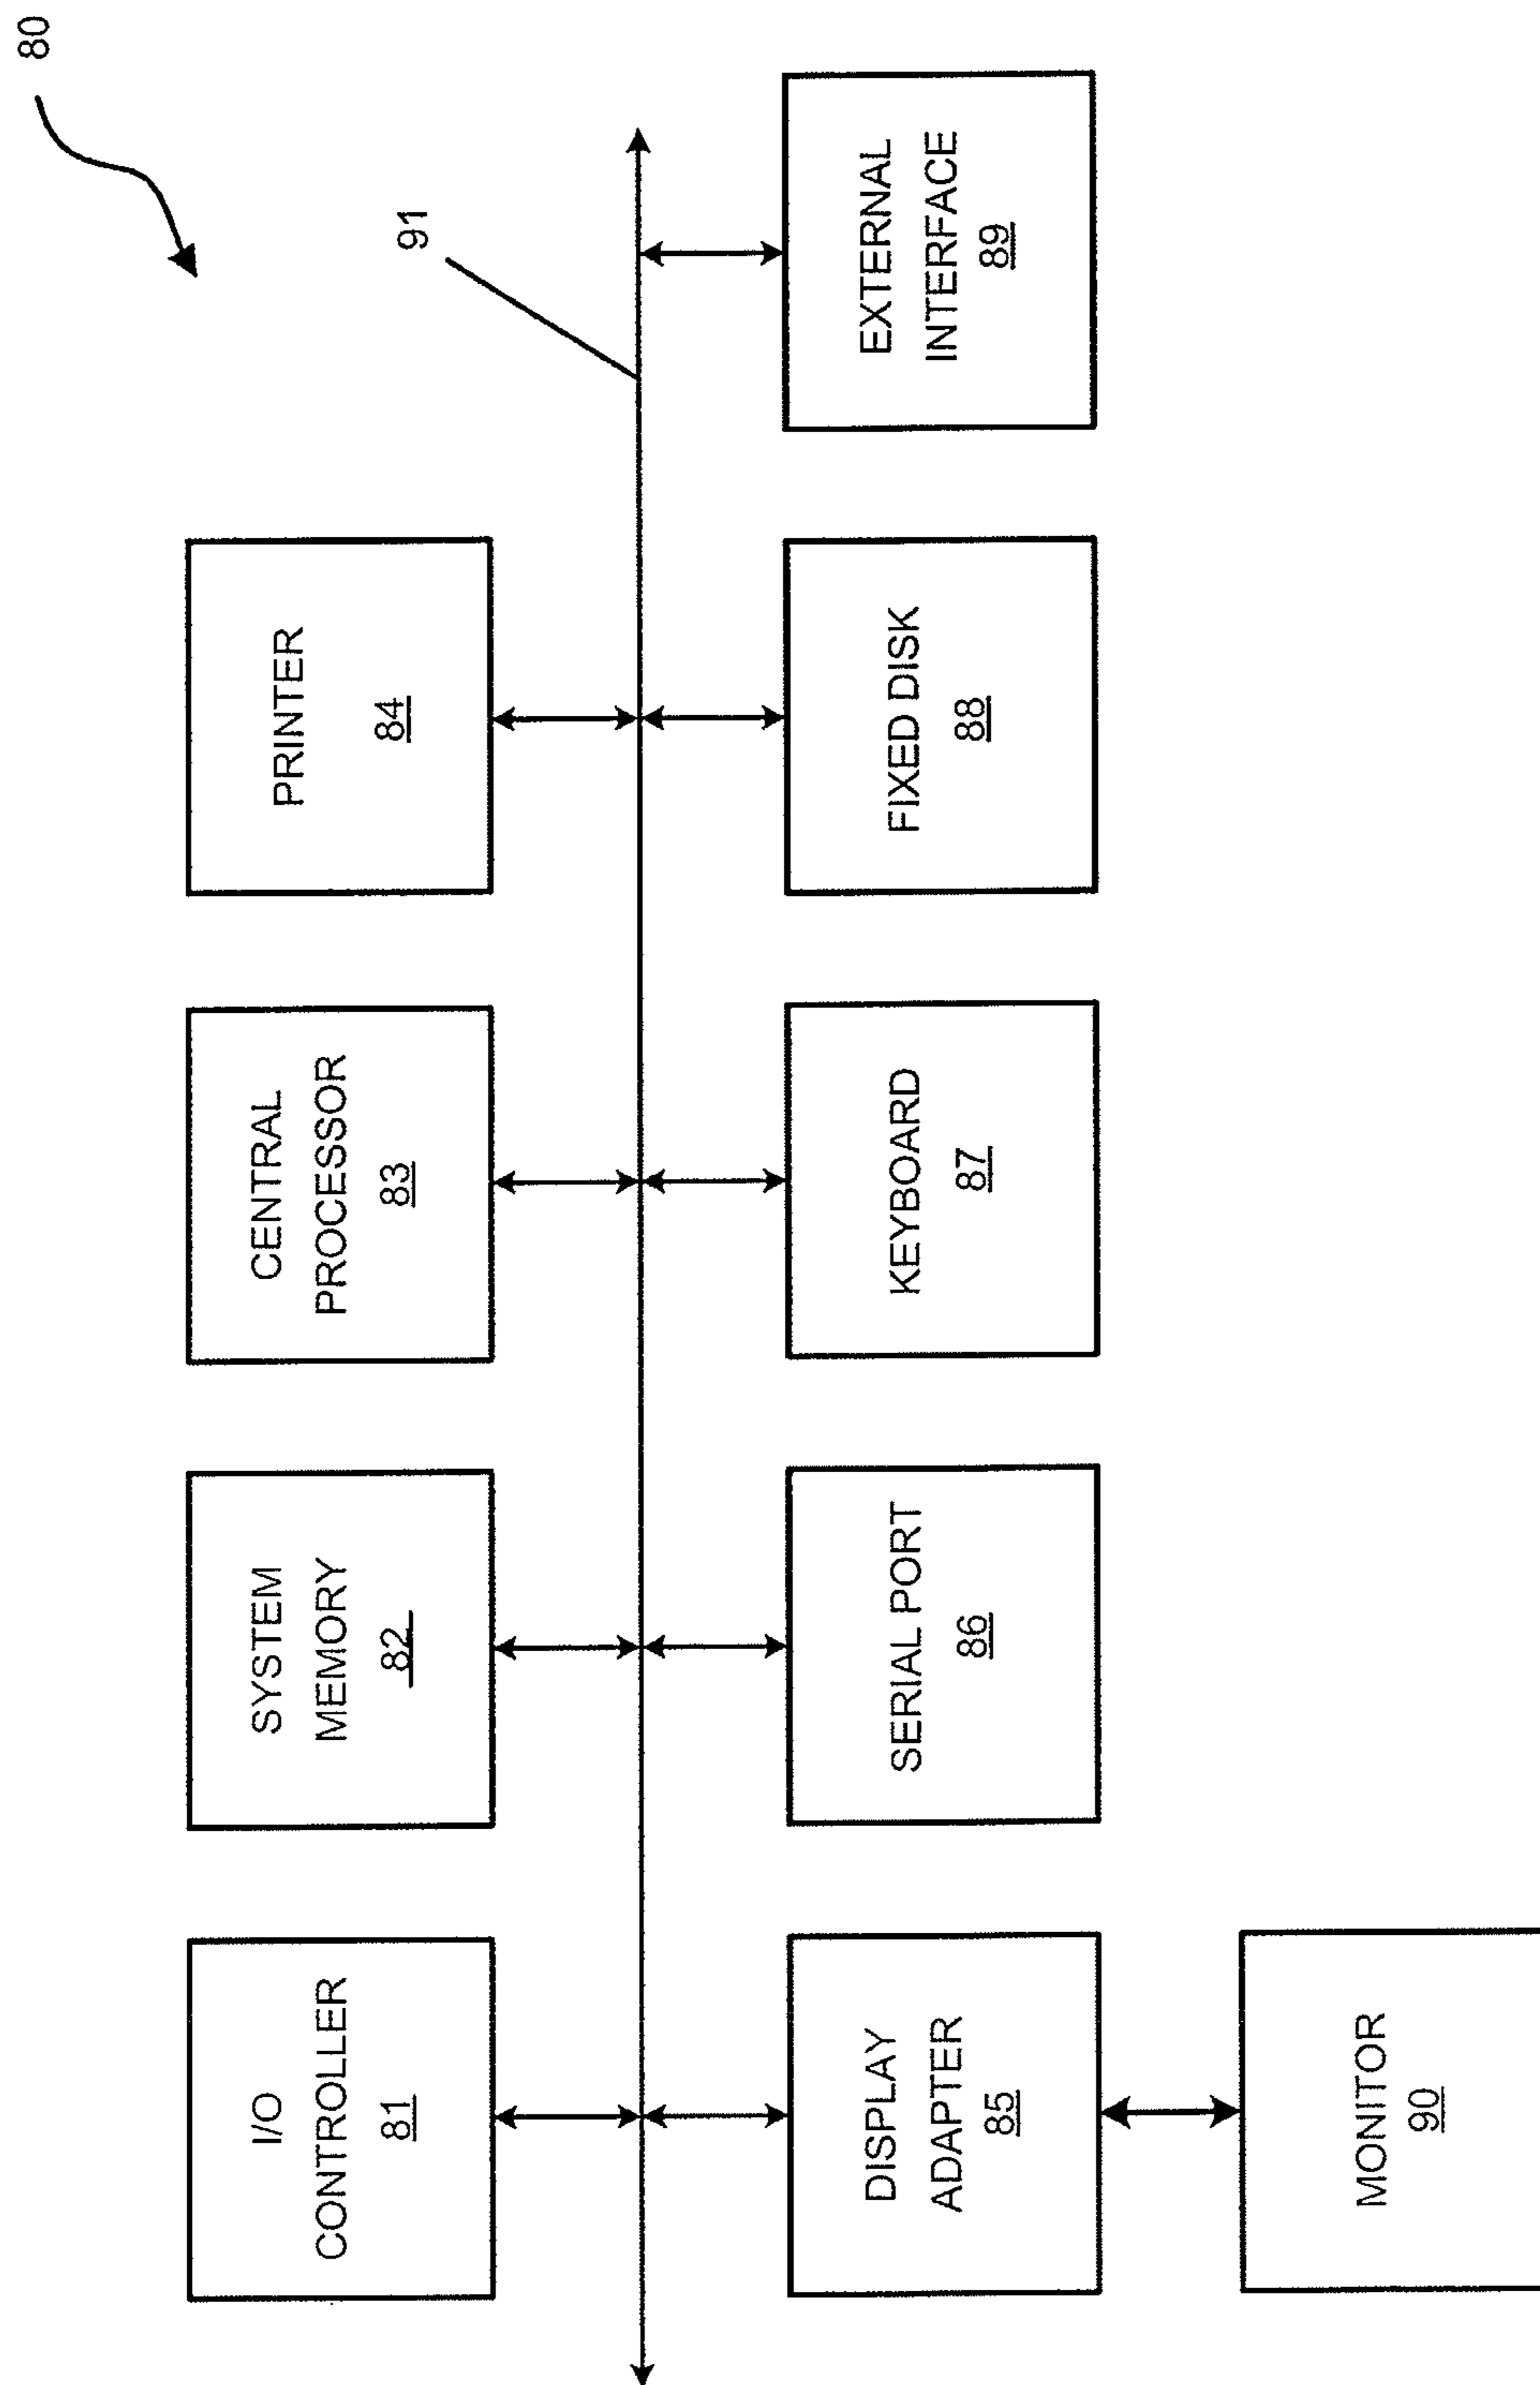 80
91
I/O
CONTROLLER
81
SYSTEM
MEMORY
82
CENTRAL
PROCESSOR
83
PRINTER
84
DISPLAY
ADAPTER
85
SERIAL PORT
86
KEYBOARD
87
FIXED DISK
88
EXTERNAL
INTERFACE
89
MONITOR
90